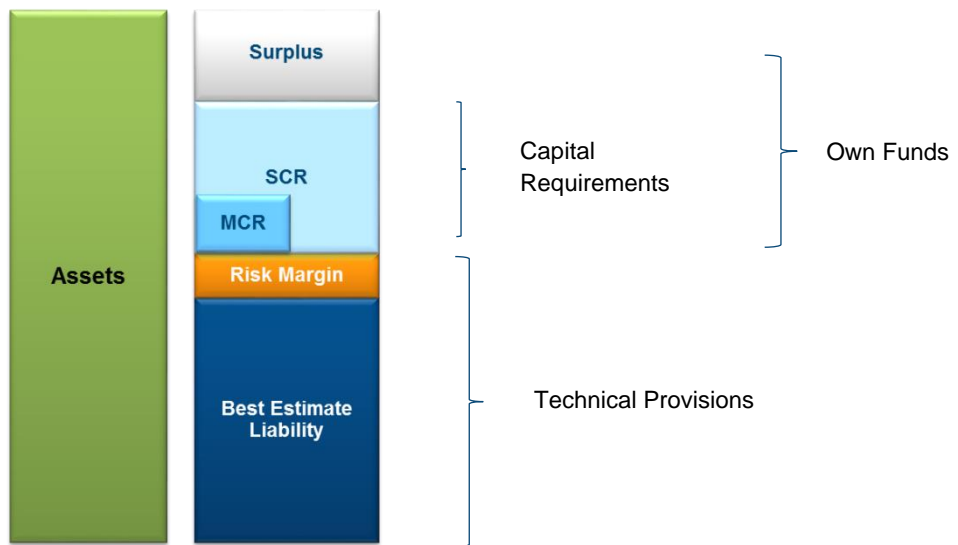 Surplus
SCR
MCR
Assets
Risk Margin
Best Estimate
Liability
Capital
Requirements
Own Funds
Technical Provisions